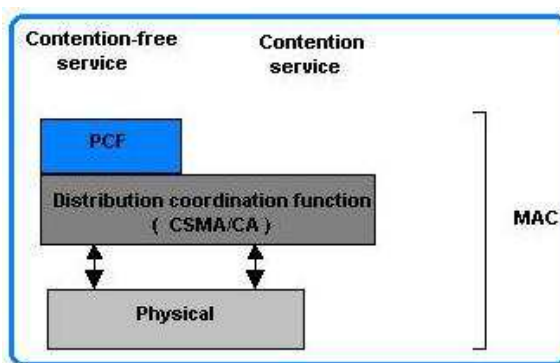 Contention-free
service
Contention
service
PCF
Distribution coordination function
( CSMA/CA )
MAC
Physical